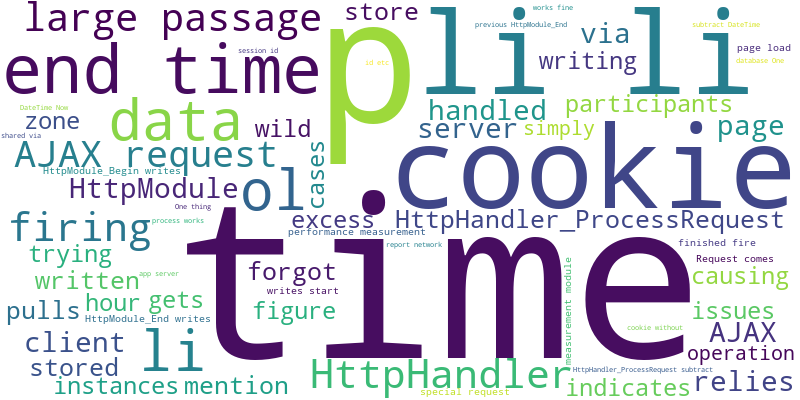 large passage
store
previous HttpModule_End
works fine
subtract DateTime
end time
session id
p
li li
via
page load
id etc
writing
database One
DateTime Now
data
zone
wild
handled
participants
shared via
server
simply
page
AJAX request
cases
cookie
HttpModule_Begin writes
HttpModule
ol
One thing
firing
process works
excess
HttpHandler_ProcessRequest
performance measurement
report network
finished fire
trying
time
forgot
Request comes
written
app server
writes start
measurement module
causing
pulls
hour
gets
figure
issues
HttpModule_End writes
cookie without
client
li
AJAX
operation
stored
HttpHandler
HttpHandler_ProcessRequest subtract
instances
mention
special request
indicates
relies